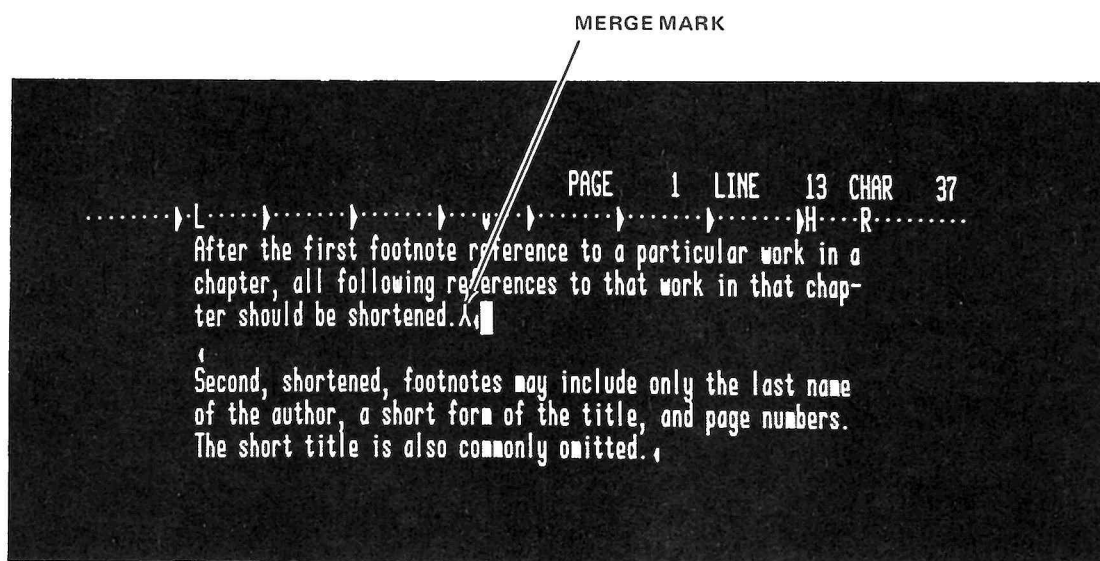 MERGE MARK
PAGE 1 LINE 13 CHAR 37
L H R
After the first footnote reference to a particular work in a
chapter, all following references to that work in that chap-
ter should be shortened.
Second, shortened, footnotes may include only the last name
of the author, a short form of the title, and page numbers.
The short title is also commonly omitted.